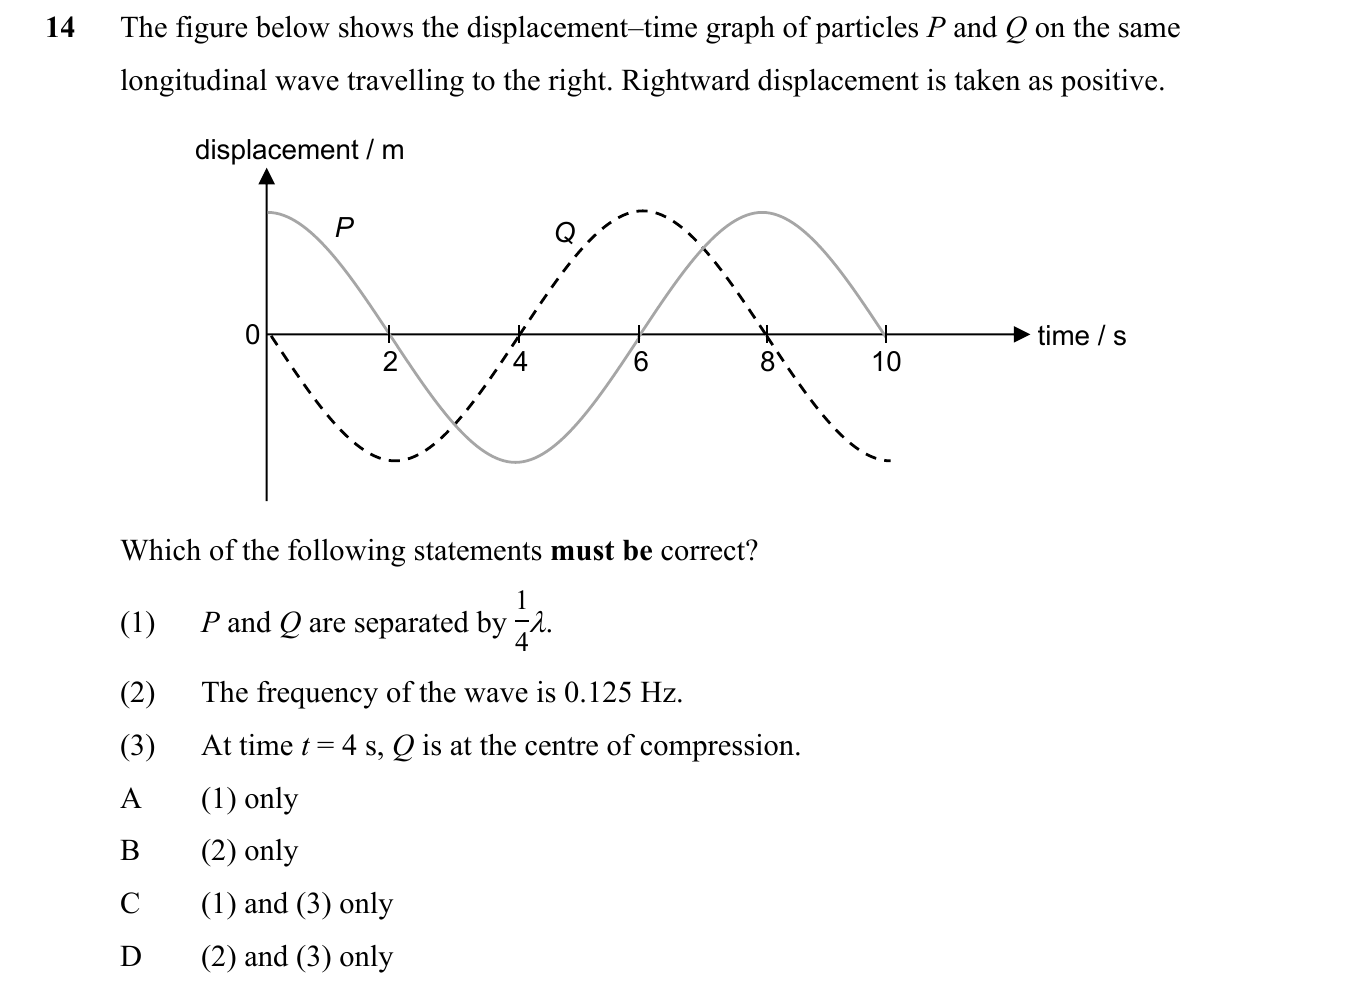 14 The figure below shows the displacement–time graph of particles P and Q on the same
longitudinal wave travelling to the right. Rightward displacement is taken as positive.
displacement / m
P
Q
0
2 4 6 8 10
time / s
Which of the following statements must be correct?
(1) P and Q are separated by 1/4 λ.
(2) The frequency of the wave is 0.125 Hz.
(3) At time t = 4 s, Q is at the centre of compression.
A (1) only
B (2) only
C (1) and (3) only
D (2) and (3) only